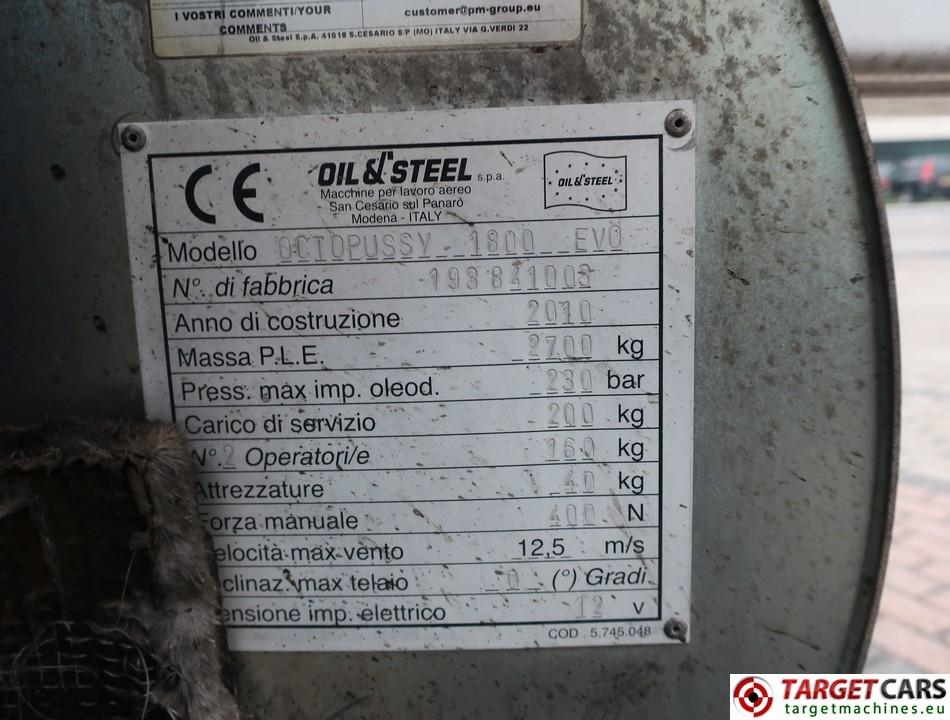 I VOSTRI COMMENTI/YOUR COMMENTS customer@pm-group.eu
Oil & Steel S.p.A. 41018 S.CESARIO S/P (MO) ITALY VIA G.VERDI 22
CE OIL & STEEL s.p.a. OIL & STEEL
Macchine per lavoro aereo
San Cesario sul Panaro
Modena - ITALY
Modello OCTOPUSSY 1800 EVO
N°. di fabbrica 193841003
Anno di costruzione 2010
Massa P.L.E. 2700 kg
Press. max imp. oleod. 230 bar
Carico di servizio 200 kg
N°. 2 Operatori/e 160 kg
Attrezzature 40 kg
Forza manuale 400 N
elocità max vento 12,5 m/s
clinaz. max telaio 0 (°) Gradi
ensione imp. elettrico 12 v
COD. 5.745.048
TARGET CARS
targetmachines.eu